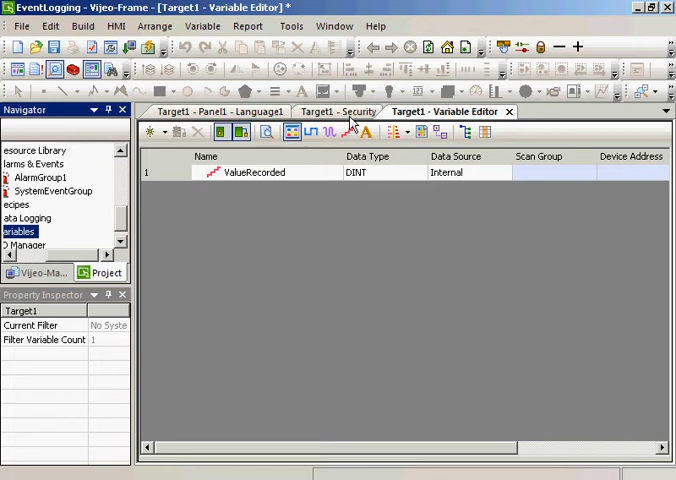 EventLogging - Vijeo-Frame - [Target1 - Variable Editor] *
File Edit Build HMI Arrange Variable Report Tools Window Help
Navigator
Target1 - Panel1 - Language1 Target1 - Security Target1 - Variable Editor
esource Library
larms & Events
AlarmGroup1
SystemEventGroup
ecipes
ata Logging
ariables
O Manager
Vijeo-Ma... Project
Name Data Type Data Source Scan Group Device Address
1 ValueRecorded DINT Internal
Property Inspector
Target1
Current Filter No Syste
Filter Variable Count 1